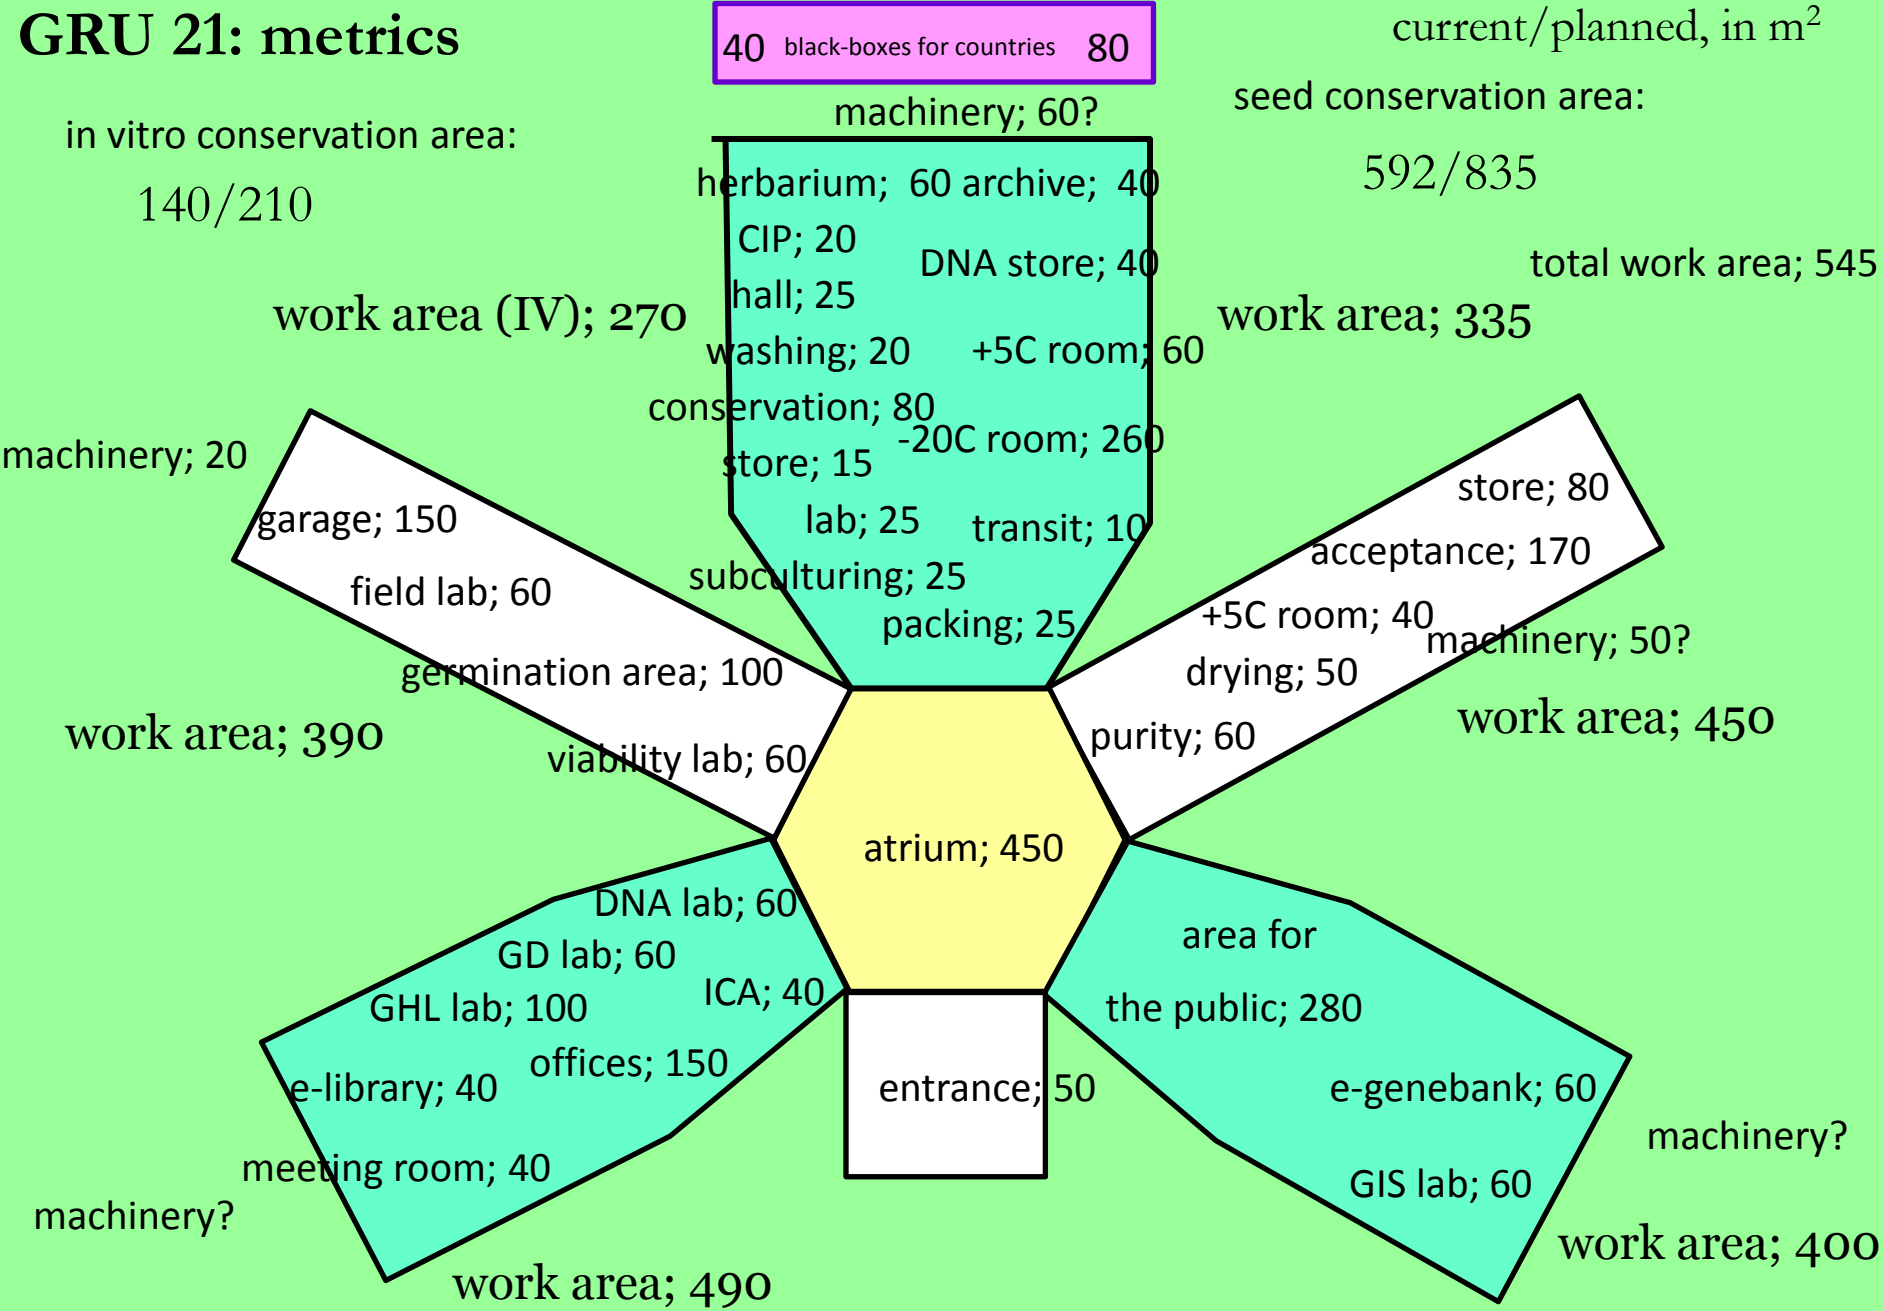 GRU 21: metrics
40 black-boxes for countries 80
current/planned, in m²
machinery; 60?
seed conservation area:
592/835
in vitro conservation area:
140/210
herbarium; 60 archive; 40
CIP; 20
DNA store; 40
total work area; 545
hall; 25
work area (IV); 270
work area; 335
washing; 20
+5C room; 60
conservation; 80
-20C room; 260
store; 15
lab; 25
transit; 10
subculturing; 25
packing; 25
machinery; 20
garage; 150
field lab; 60
germination area; 100
viability lab; 60
work area; 390
store; 80
acceptance; 170
+5C room; 40
machinery; 50?
drying; 50
purity; 60
work area; 450
atrium; 450
DNA lab; 60
GD lab; 60
ICA; 40
GHL lab; 100
offices; 150
e-library; 40
meeting room; 40
machinery?
work area; 490
entrance; 50
area for
the public; 280
e-genebank; 60
machinery?
GIS lab; 60
work area; 400